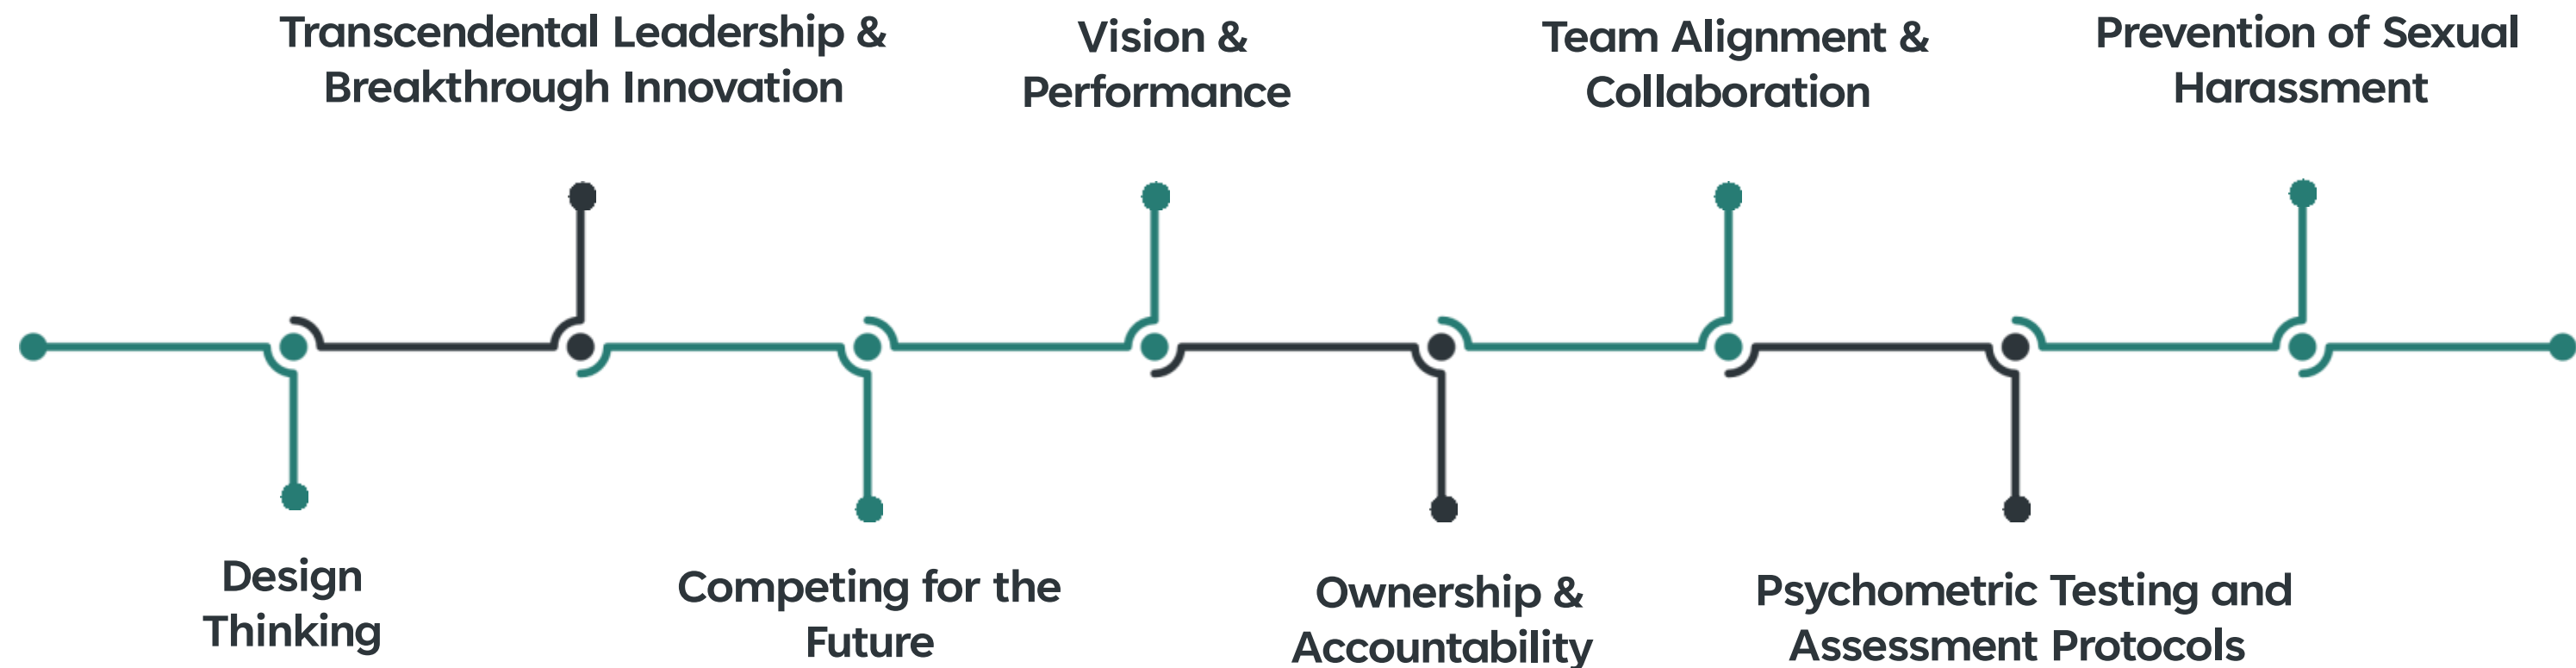 Transcendental Leadership &
Breakthrough Innovation
Vision &
Performance
Team Alignment &
Collaboration
Prevention of Sexual
Harassment
Design
Thinking
Competing for the
Future
Ownership &
Accountability
Psychometric Testing and
Assessment Protocols